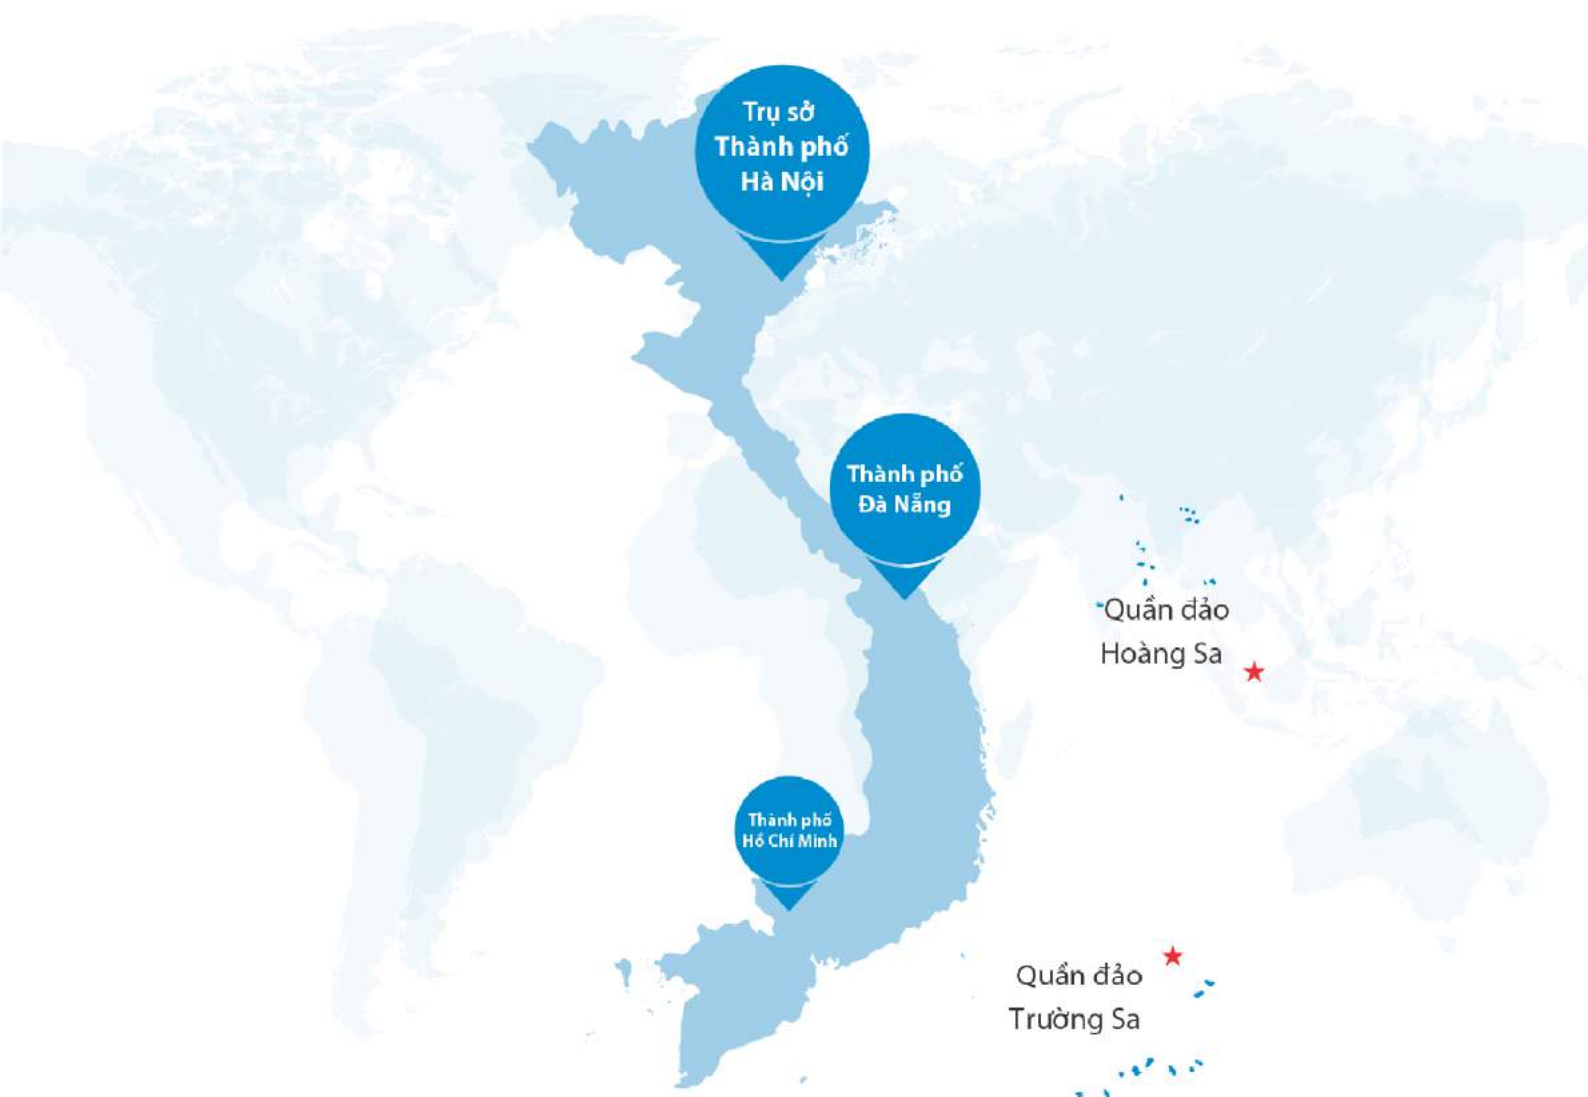 Trụ sở
Thành phố
Hà Nội
Thành phố
Đà Nẵng
Quần đảo
Hoàng Sa
Thành phố
Hồ Chí Minh
Quần đảo
Trường Sa